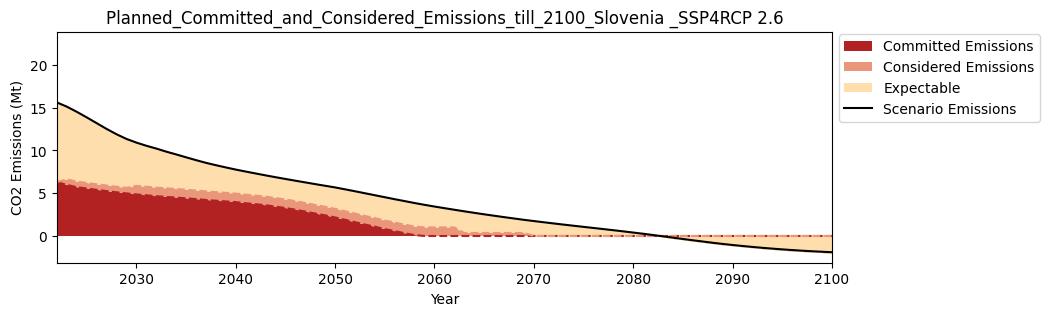 Planned_Committed_and_Considered_Emissions_till_2100_Slovenia _SSP4RCP 2.6
Committed Emissions
Considered Emissions
Expectable
Scenario Emissions
CO2 Emissions (Mt)
20
15
10
5
0
2030 2040 2050 2060 2070 2080 2090 2100
Year